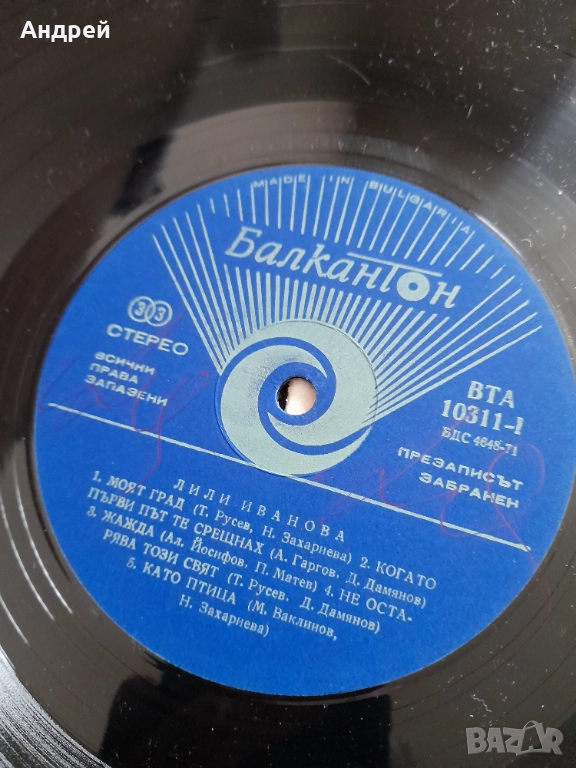 Андрей
MADE IN BULGARIA
Балкантон
33
СТЕРЕО
ВСИЧКИ
ПРАВА
ЗАПАЗЕНИ
ВТА
10311-I
БДС 4648-71
ПРЕЗАПИСЪТ
ЗАБРАНЕН
ЛИЛИ ИВАНОВА
1. МОЯТ ГРАД (Т. Русев, Н. Захариева) 2. КОГАТО
ПЪРВИ ПЪТ ТЕ СРЕЩНАХ (А. Гаргов, Д. Дамянов)
3. ЖАЖДА (Ал. Йосифов, П. Матев) 4. НЕ ОСТА-
РЯВА ТОЗИ СВЯТ (Т. Русев, Д. Дамянов)
5. КАТО ПТИЦА (М. Ваклинов,
Н. Захариева)
BAZAR